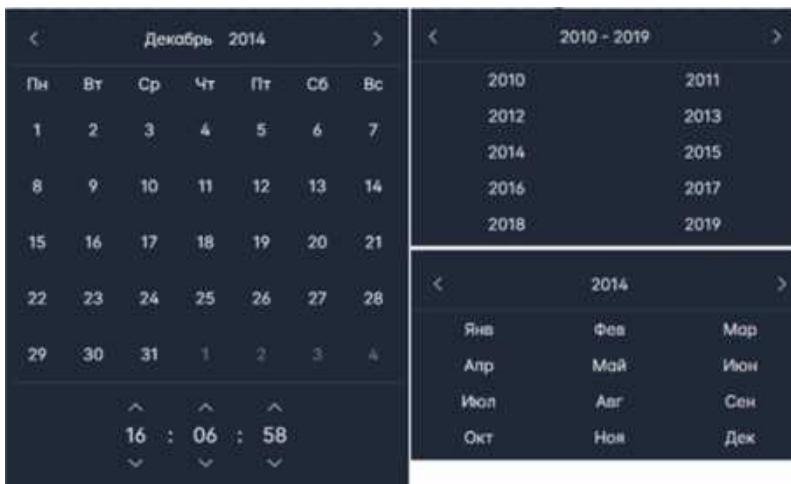 Декабрь 2014
Пн Вт Ср Чт Пт Сб Вс
1 2 3 4 5 6 7
8 9 10 11 12 13 14
15 16 17 18 19 20 21
22 23 24 25 26 27 28
29 30 31 1 2 3 4
16 : 06 : 58
2010 - 2019
2010 2011
2012 2013
2014 2015
2016 2017
2018 2019
2014
Янв Фев Мар
Апр Май Июн
Июл Авг Сен
Окт Ноя Дек